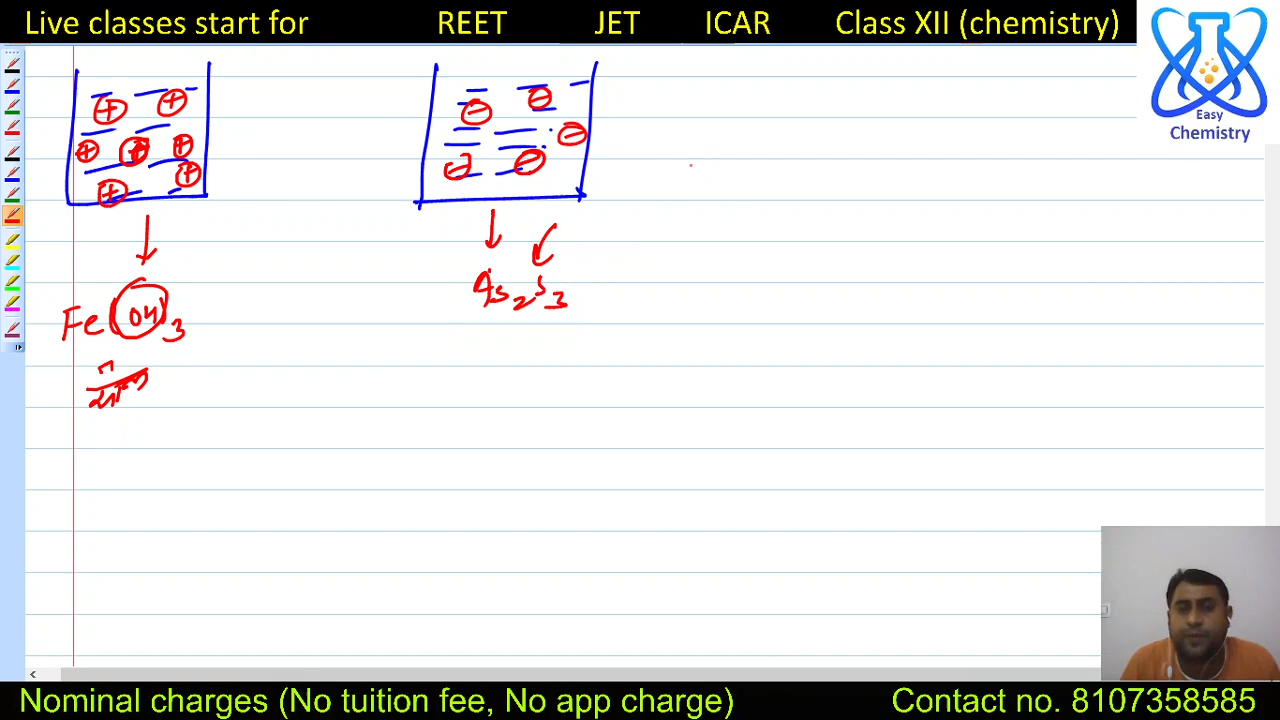 Live classes start for REET JET ICAR Class XII (chemistry)
Easy
Chemistry
+ + + + + + +
- - - - -
Fe(OH)3
As2S3
Nominal charges (No tuition fee, No app charge) Contact no. 8107358585